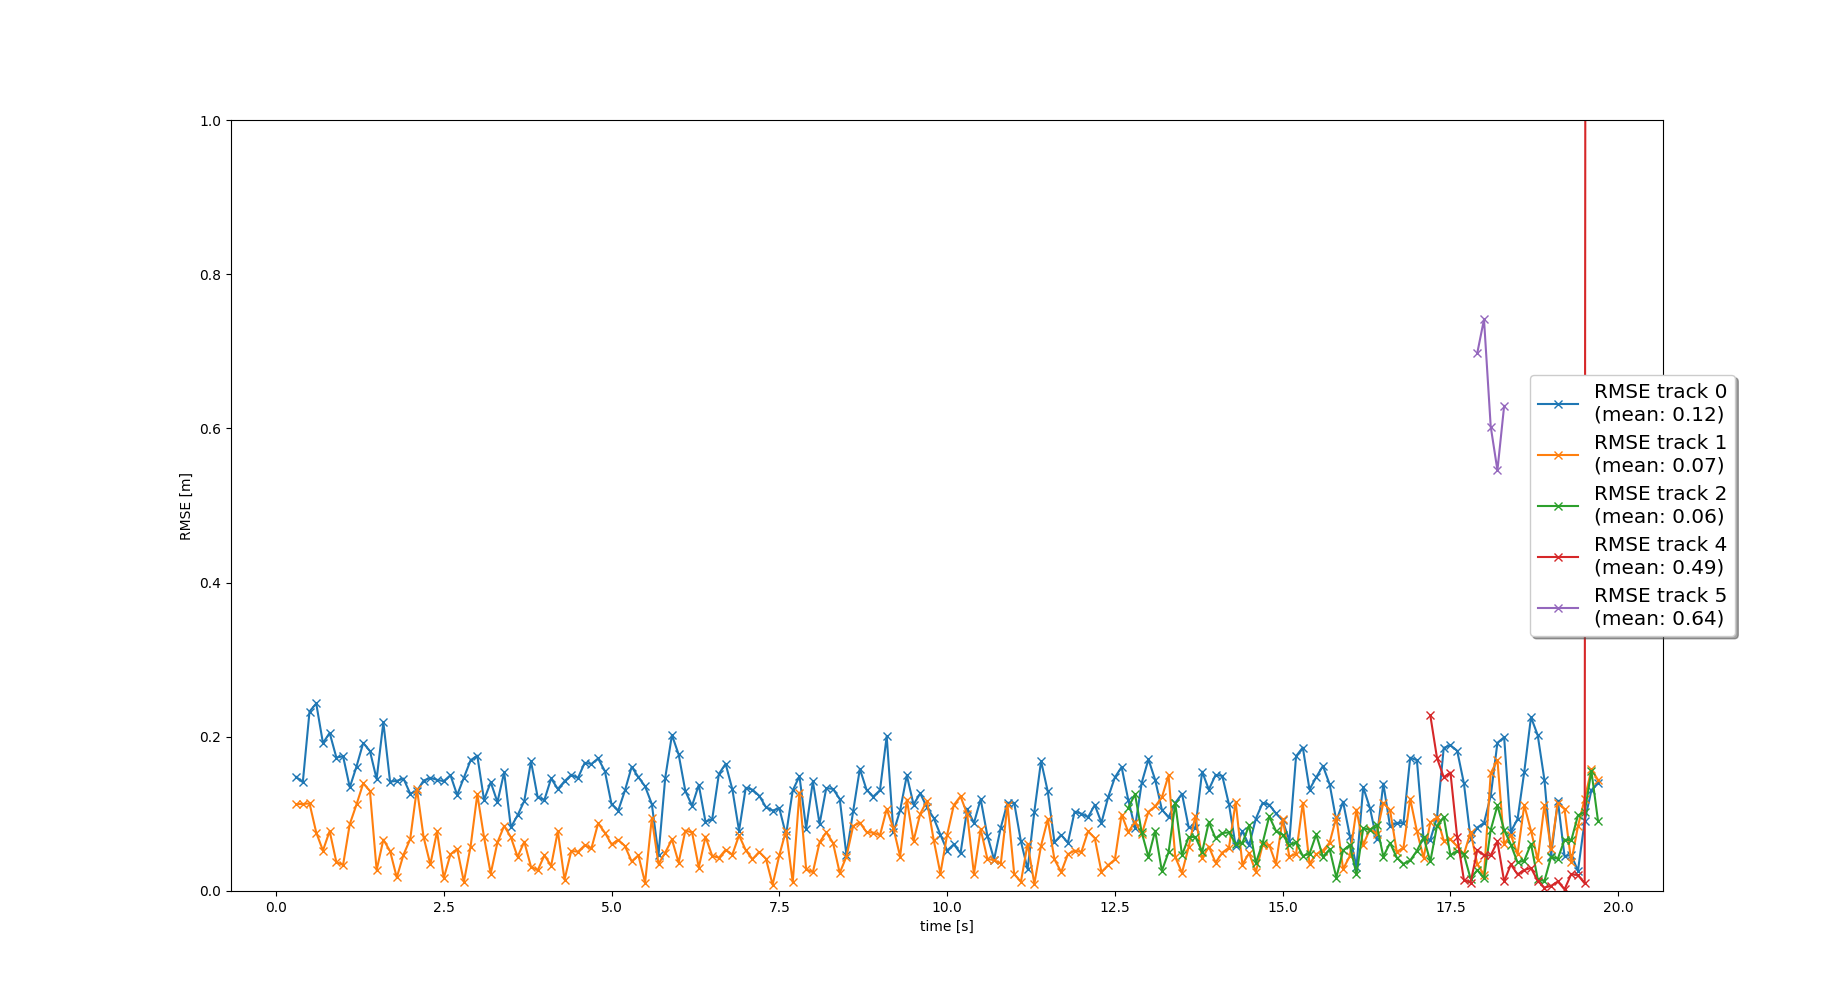 1.0
0.8
0.6
0.4
0.2
0.0
RMSE [m]
0.0 2.5 5.0 7.5 10.0 12.5 15.0 17.5 20.0
time [s]
RMSE track 0
(mean: 0.12)
RMSE track 1
(mean: 0.07)
RMSE track 2
(mean: 0.06)
RMSE track 4
(mean: 0.49)
RMSE track 5
(mean: 0.64)